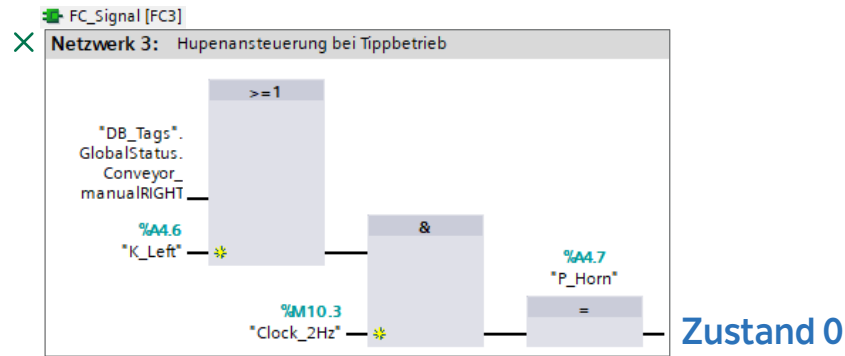 FC_Signal [FC3]
Netzwerk 3: Hupenansteuerung bei Tippbetrieb
>=1
"DB_Tags".
GlobalStatus.
Conveyor_
manualRIGHT
%A4.6
"K_Left"
&
%M10.3
"Clock_2Hz"
%A4.7
"P_Horn"
=
Zustand 0